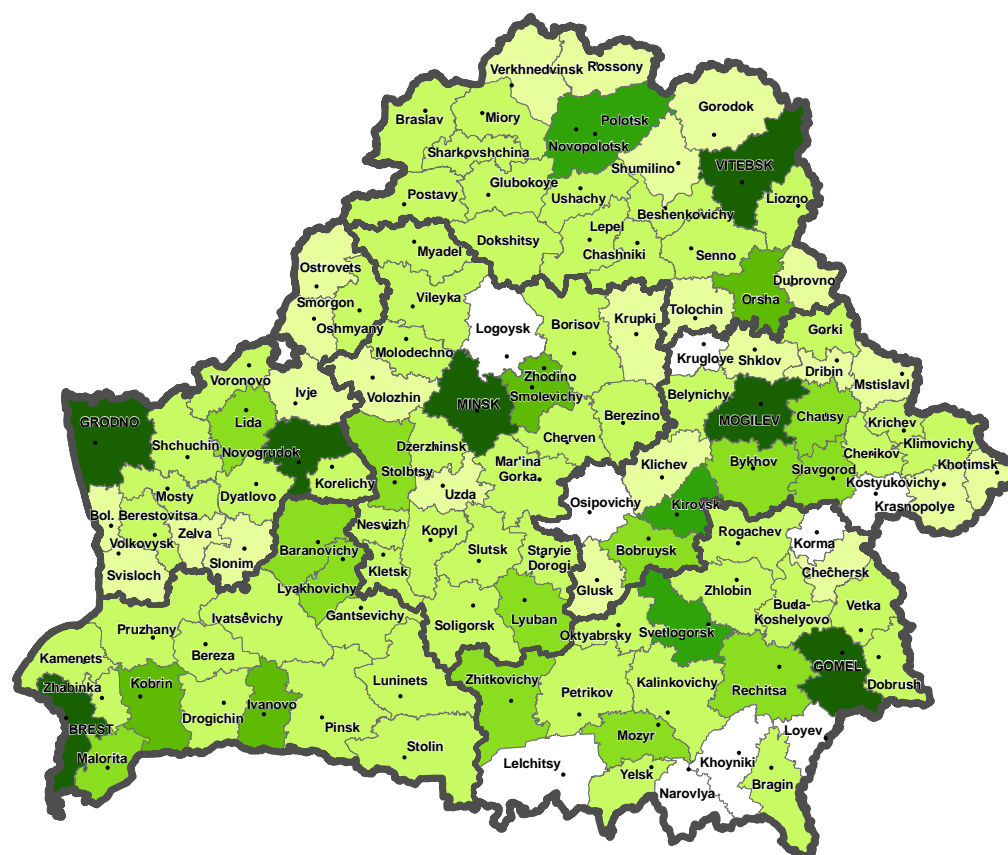 Verkhnedvinsk
Rossony
Braslav
Miory
Polotsk
Novopolotsk
Gorodok
Sharkovshchina
Shumilino
VITEBSK
Postavy
Glubokoye
Ushachy
Liozno
Beshenkovichy
Dokshitsy
Lepel
Chashniki
Senno
Myadel
Ostrovets
Smorgon
Oshmyany
Vileyka
Orsha
Dubrovno
Tolochin
Logoysk
Borisov
Krupki
Gorki
Molodechno
Krugloye
Shklov
Dribin
Mstislavl
Voronovo
Ivje
Volozhin
Zhodino
Smolevichy
MINSK
Belynichy
GRODNO
Lida
Berezino
MOGILEV
Chausy
Krichev
Klimovichy
Shchuchin
Novogrudok
Dzerzhinsk
Cherven
Cherikov
Khotimsk
Stolbtsy
Mar'ina
Gorka
Klichev
Bykhov
Slavgorod
Kostyukovichy
Krasnopolye
Mosty
Dyatlovo
Korelichy
Uzda
Osipovichy
Kirovsk
Bol. Berestovitsa
Volkovysk
Zelva
Slonim
Svisloch
Nesvizh
Kopyl
Slutsk
Staryie
Dorogi
Bobruysk
Rogachev
Korma
Baranovichy
Kletsk
Glusk
Chechersk
Lyakhovichy
Gantsevichy
Ivatsevichy
Zhlobin
Buda-
Koshelyovo
Vetka
Pruzhany
Bereza
Soligorsk
Lyuban
Oktyabrsky
Svetlogorsk
Kamenets
Zhabinka
Kobrin
Luninets
Zhitkovichy
Kalinkovichy
Rechitsa
GOMEL
Dobrush
BREST
Drogichin
Ivanovo
Pinsk
Petrikov
Mozyr
Loyev
Malorita
Stolin
Lelchitsy
Yelsk
Narovlya
Khoyniki
Bragin